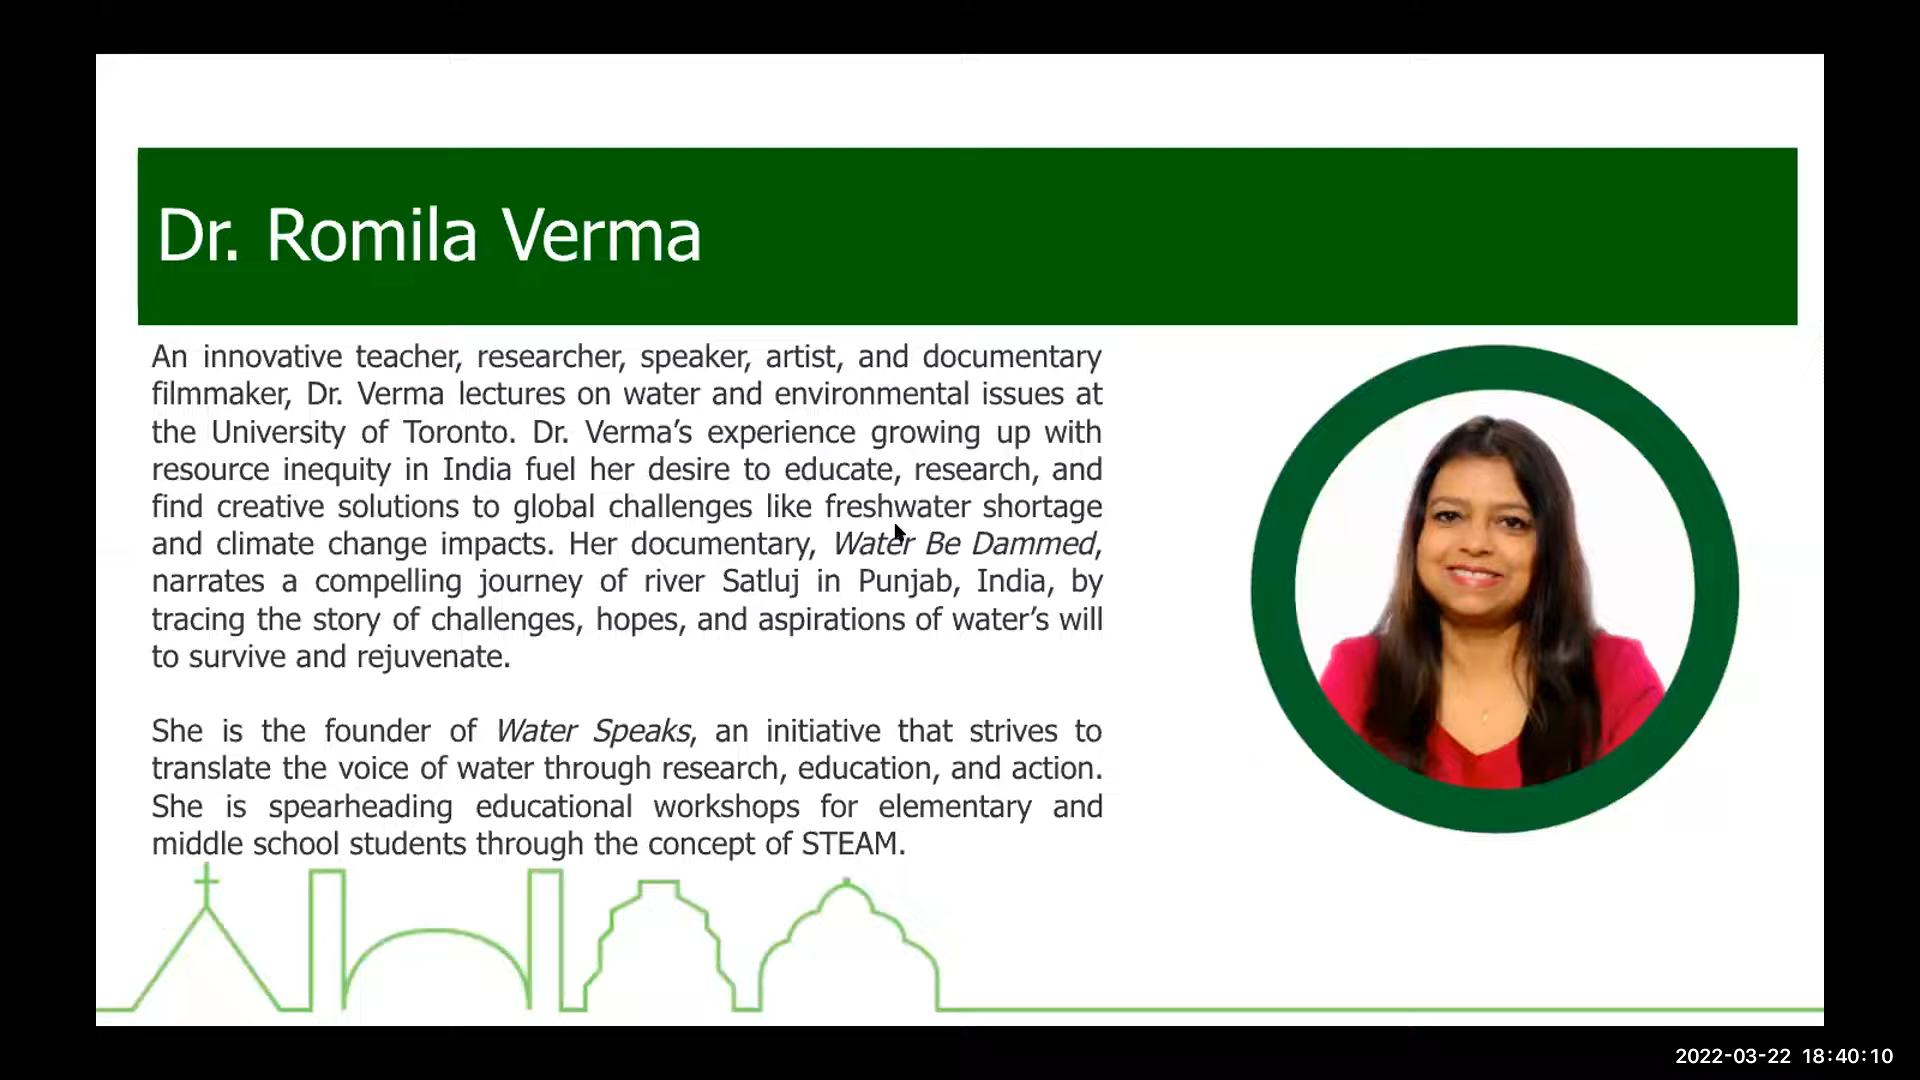 Dr. Romila Verma
An innovative teacher, researcher, speaker, artist, and documentary
filmmaker, Dr. Verma lectures on water and environmental issues at
the University of Toronto. Dr. Verma’s experience growing up with
resource inequity in India fuel her desire to educate, research, and
find creative solutions to global challenges like freshwater shortage
and climate change impacts. Her documentary, Water Be Dammed,
narrates a compelling journey of river Satluj in Punjab, India, by
tracing the story of challenges, hopes, and aspirations of water’s will
to survive and rejuvenate.
She is the founder of Water Speaks, an initiative that strives to
translate the voice of water through research, education, and action.
She is spearheading educational workshops for elementary and
middle school students through the concept of STEAM.
2022-03-22 18:40:10